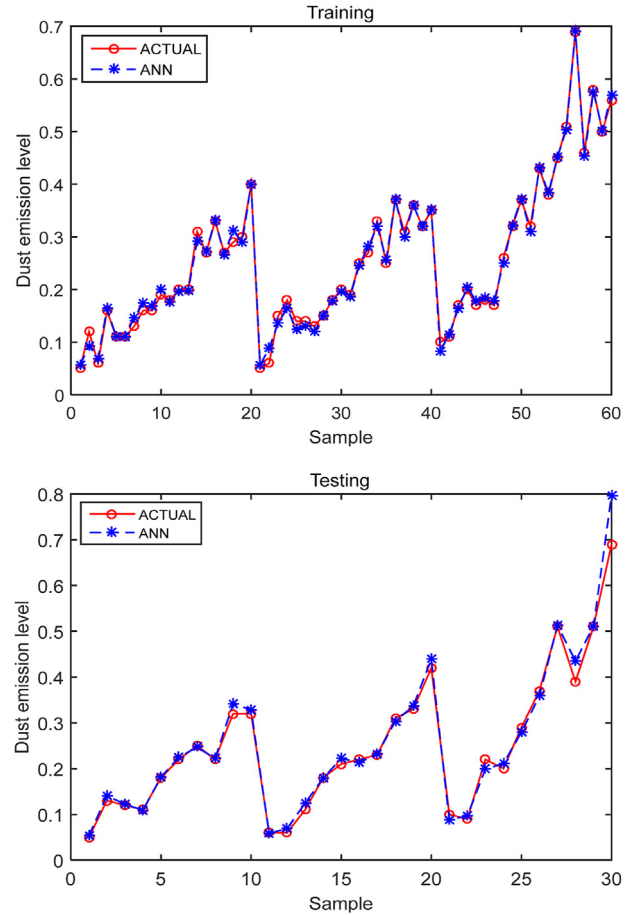 Training
0.7
0.6
0.5
0.4
0.3
0.2
0.1
0
Dust emission level
ACTUAL
ANN
0 10 20 30 40 50 60
Sample
Testing
0.8
0.7
0.6
0.5
0.4
0.3
0.2
0.1
0
Dust emission level
ACTUAL
ANN
0 5 10 15 20 25 30
Sample